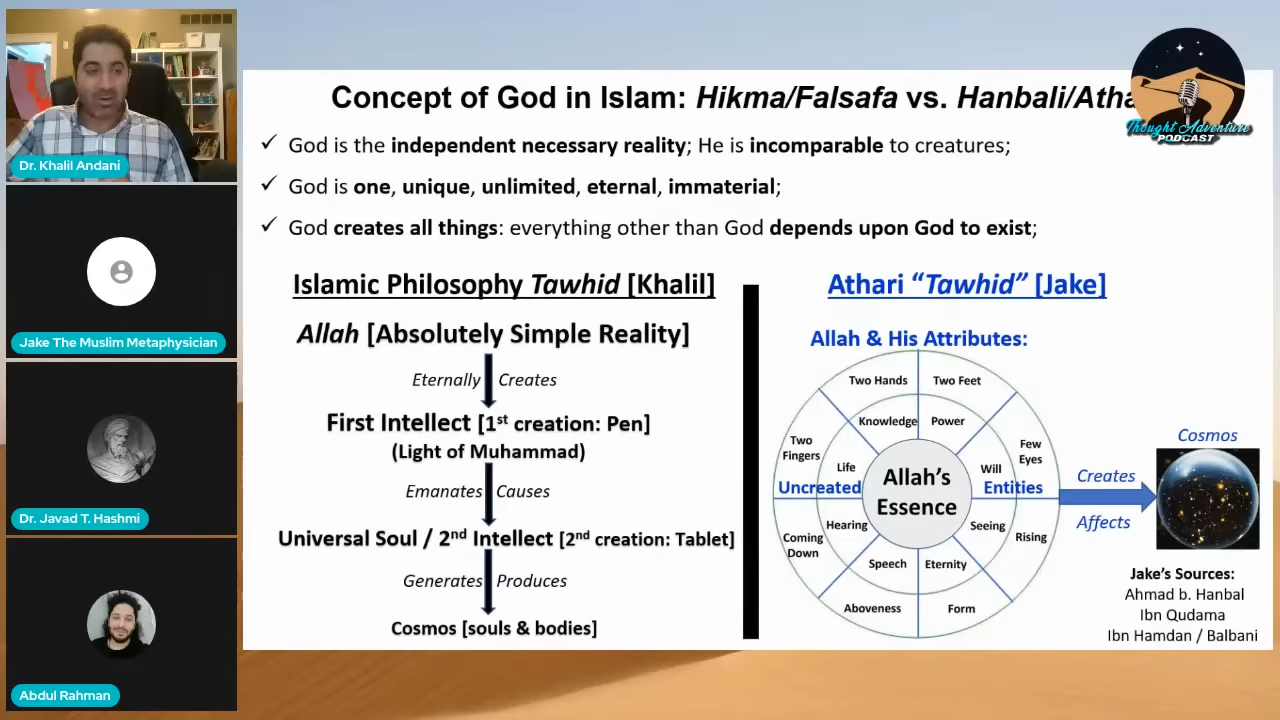 Dr. Khalil Andani
Jake The Muslim Metaphysician
Dr. Javad T. Hashmi
Abdul Rahman
Thought Adventure
PODCAST
Concept of God in Islam: Hikma/Falsafa vs. Hanbali/Atha
✓ God is the independent necessary reality; He is incomparable to creatures;
✓ God is one, unique, unlimited, eternal, immaterial;
✓ God creates all things: everything other than God depends upon God to exist;
Islamic Philosophy Tawhid [Khalil]
Allah [Absolutely Simple Reality]
Eternally Creates
First Intellect [1st creation: Pen]
(Light of Muhammad)
Emanates Causes
Universal Soul / 2nd Intellect [2nd creation: Tablet]
Generates Produces
Cosmos [souls & bodies]
Athari “Tawhid” [Jake]
Allah & His Attributes:
Two Hands
Two Feet
Knowledge
Power
Two
Fingers
Few
Eyes
Life
Will
Uncreated
Allah’s
Essence
Entities
Hearing
Seeing
Coming
Down
Rising
Speech
Eternity
Aboveness
Form
Creates
Affects
Cosmos
Jake’s Sources:
Ahmad b. Hanbal
Ibn Qudama
Ibn Hamdan / Balbani